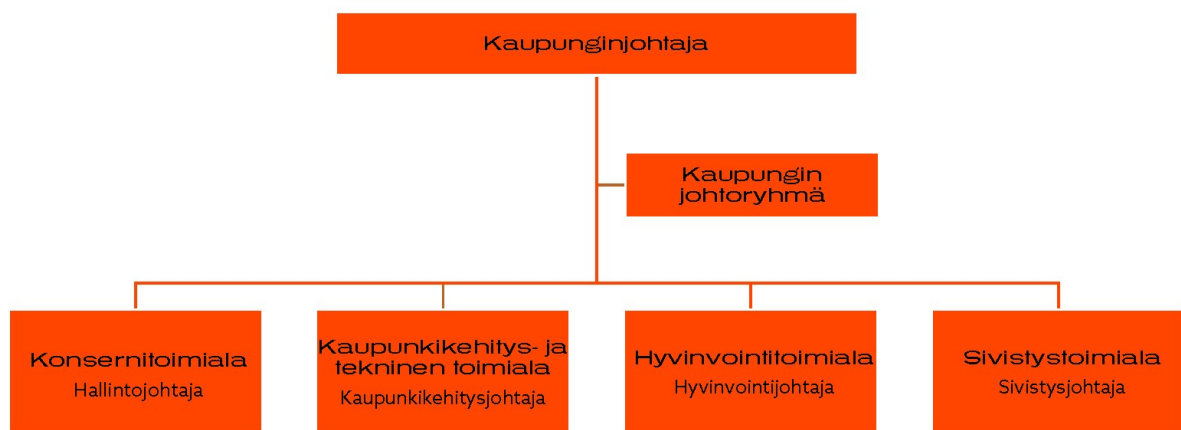 Kaupunginjohtaja
Kaupungin
johtoryhmä
Konsernitoimiala
Hallintojohtaja
Kaupunkikehitys- ja
tekninen toimiala
Kaupunkikehitysjohtaja
Hyvinvointitoimiala
Hyvinvointijohtaja
Sivistystoimiala
Sivistysjohtaja